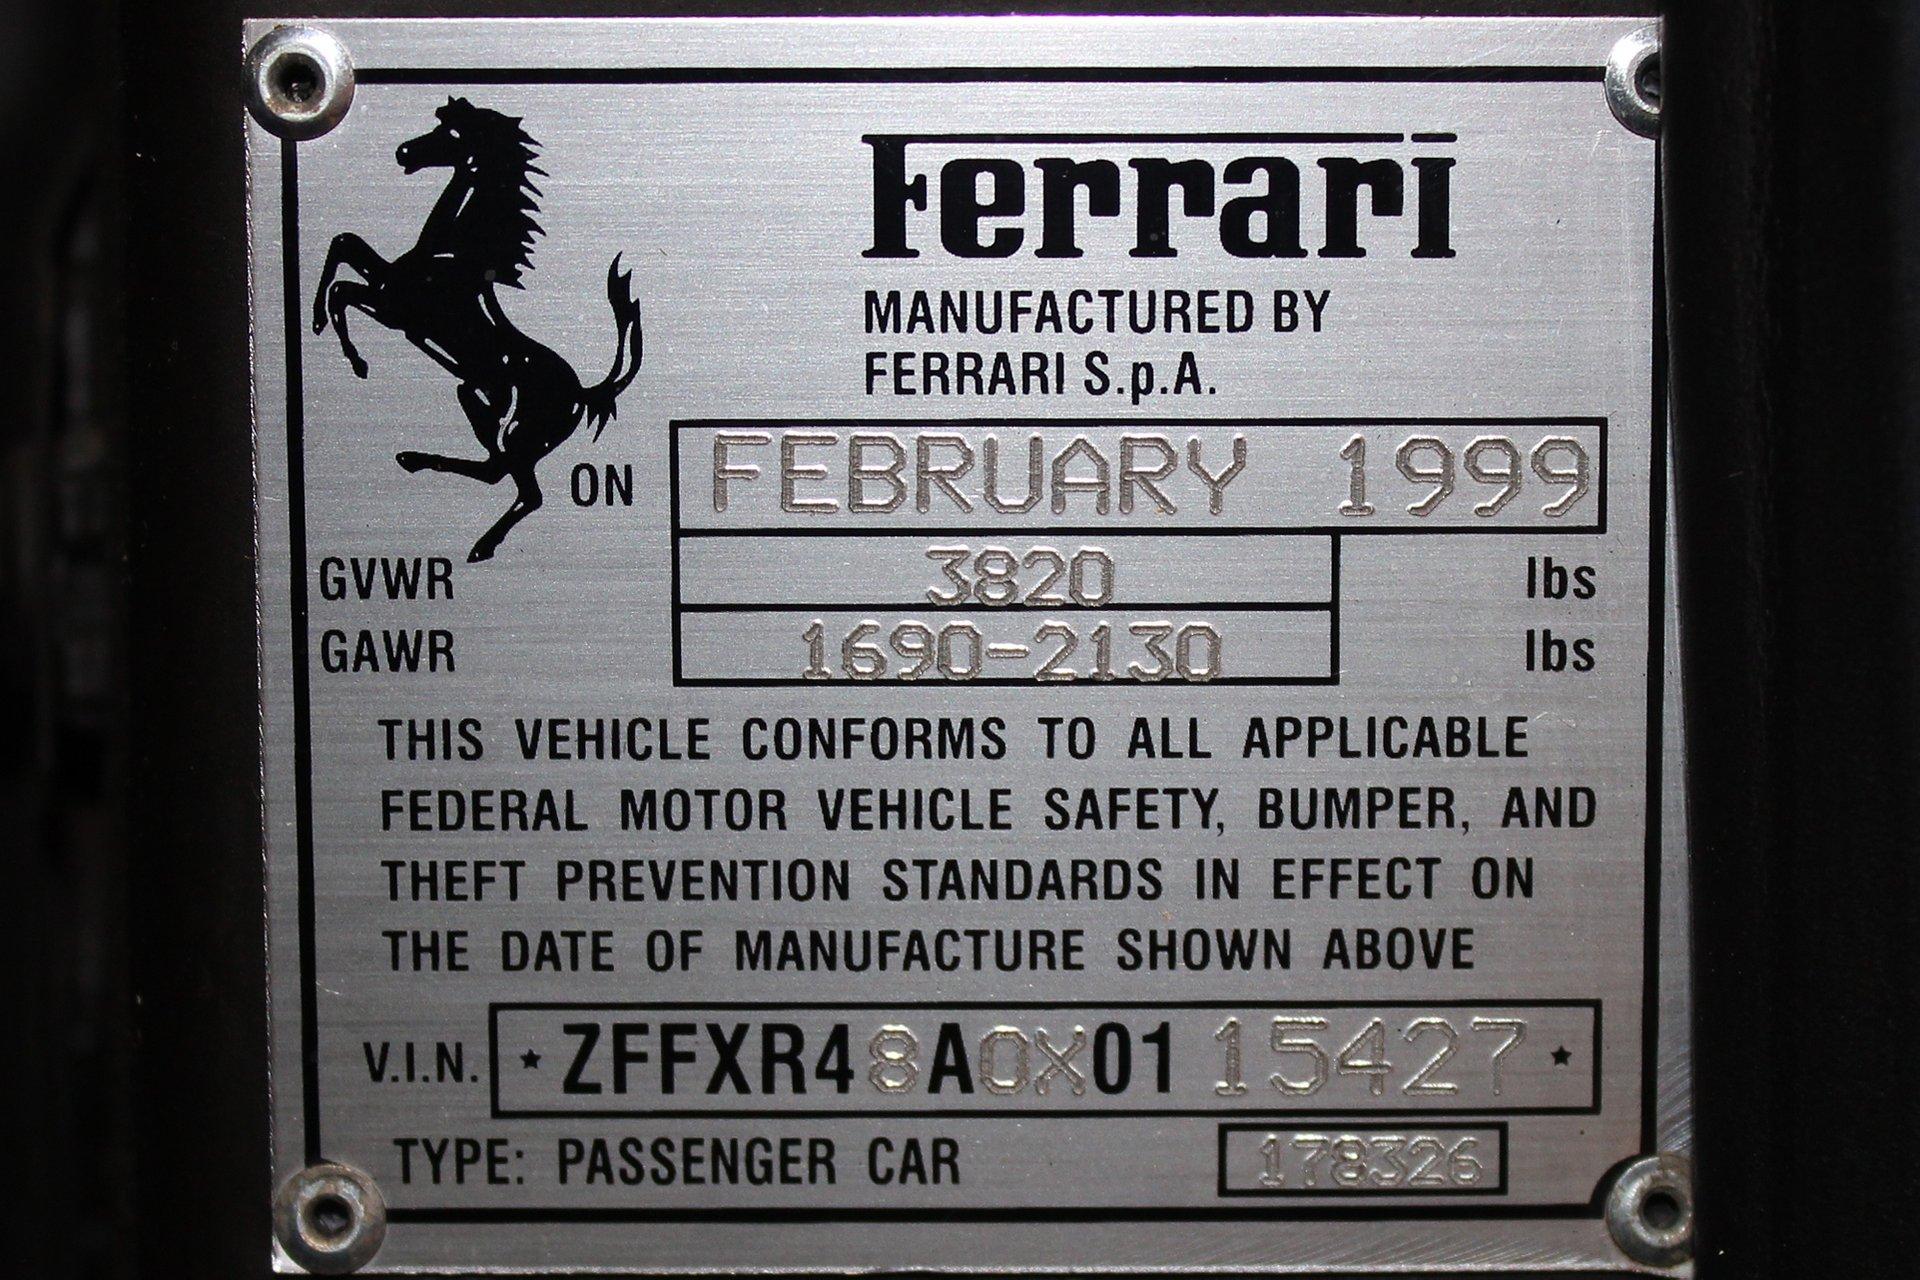 Ferrari
MANUFACTURED BY
FERRARI S.p.A.
ON FEBRUARY 1999
GVWR 3820 lbs
GAWR 1690-2130 lbs
THIS VEHICLE CONFORMS TO ALL APPLICABLE
FEDERAL MOTOR VEHICLE SAFETY, BUMPER, AND
THEFT PREVENTION STANDARDS IN EFFECT ON
THE DATE OF MANUFACTURE SHOWN ABOVE
V.I.N. ★ ZFFXR48A0X0115427 ★
TYPE: PASSENGER CAR 178326